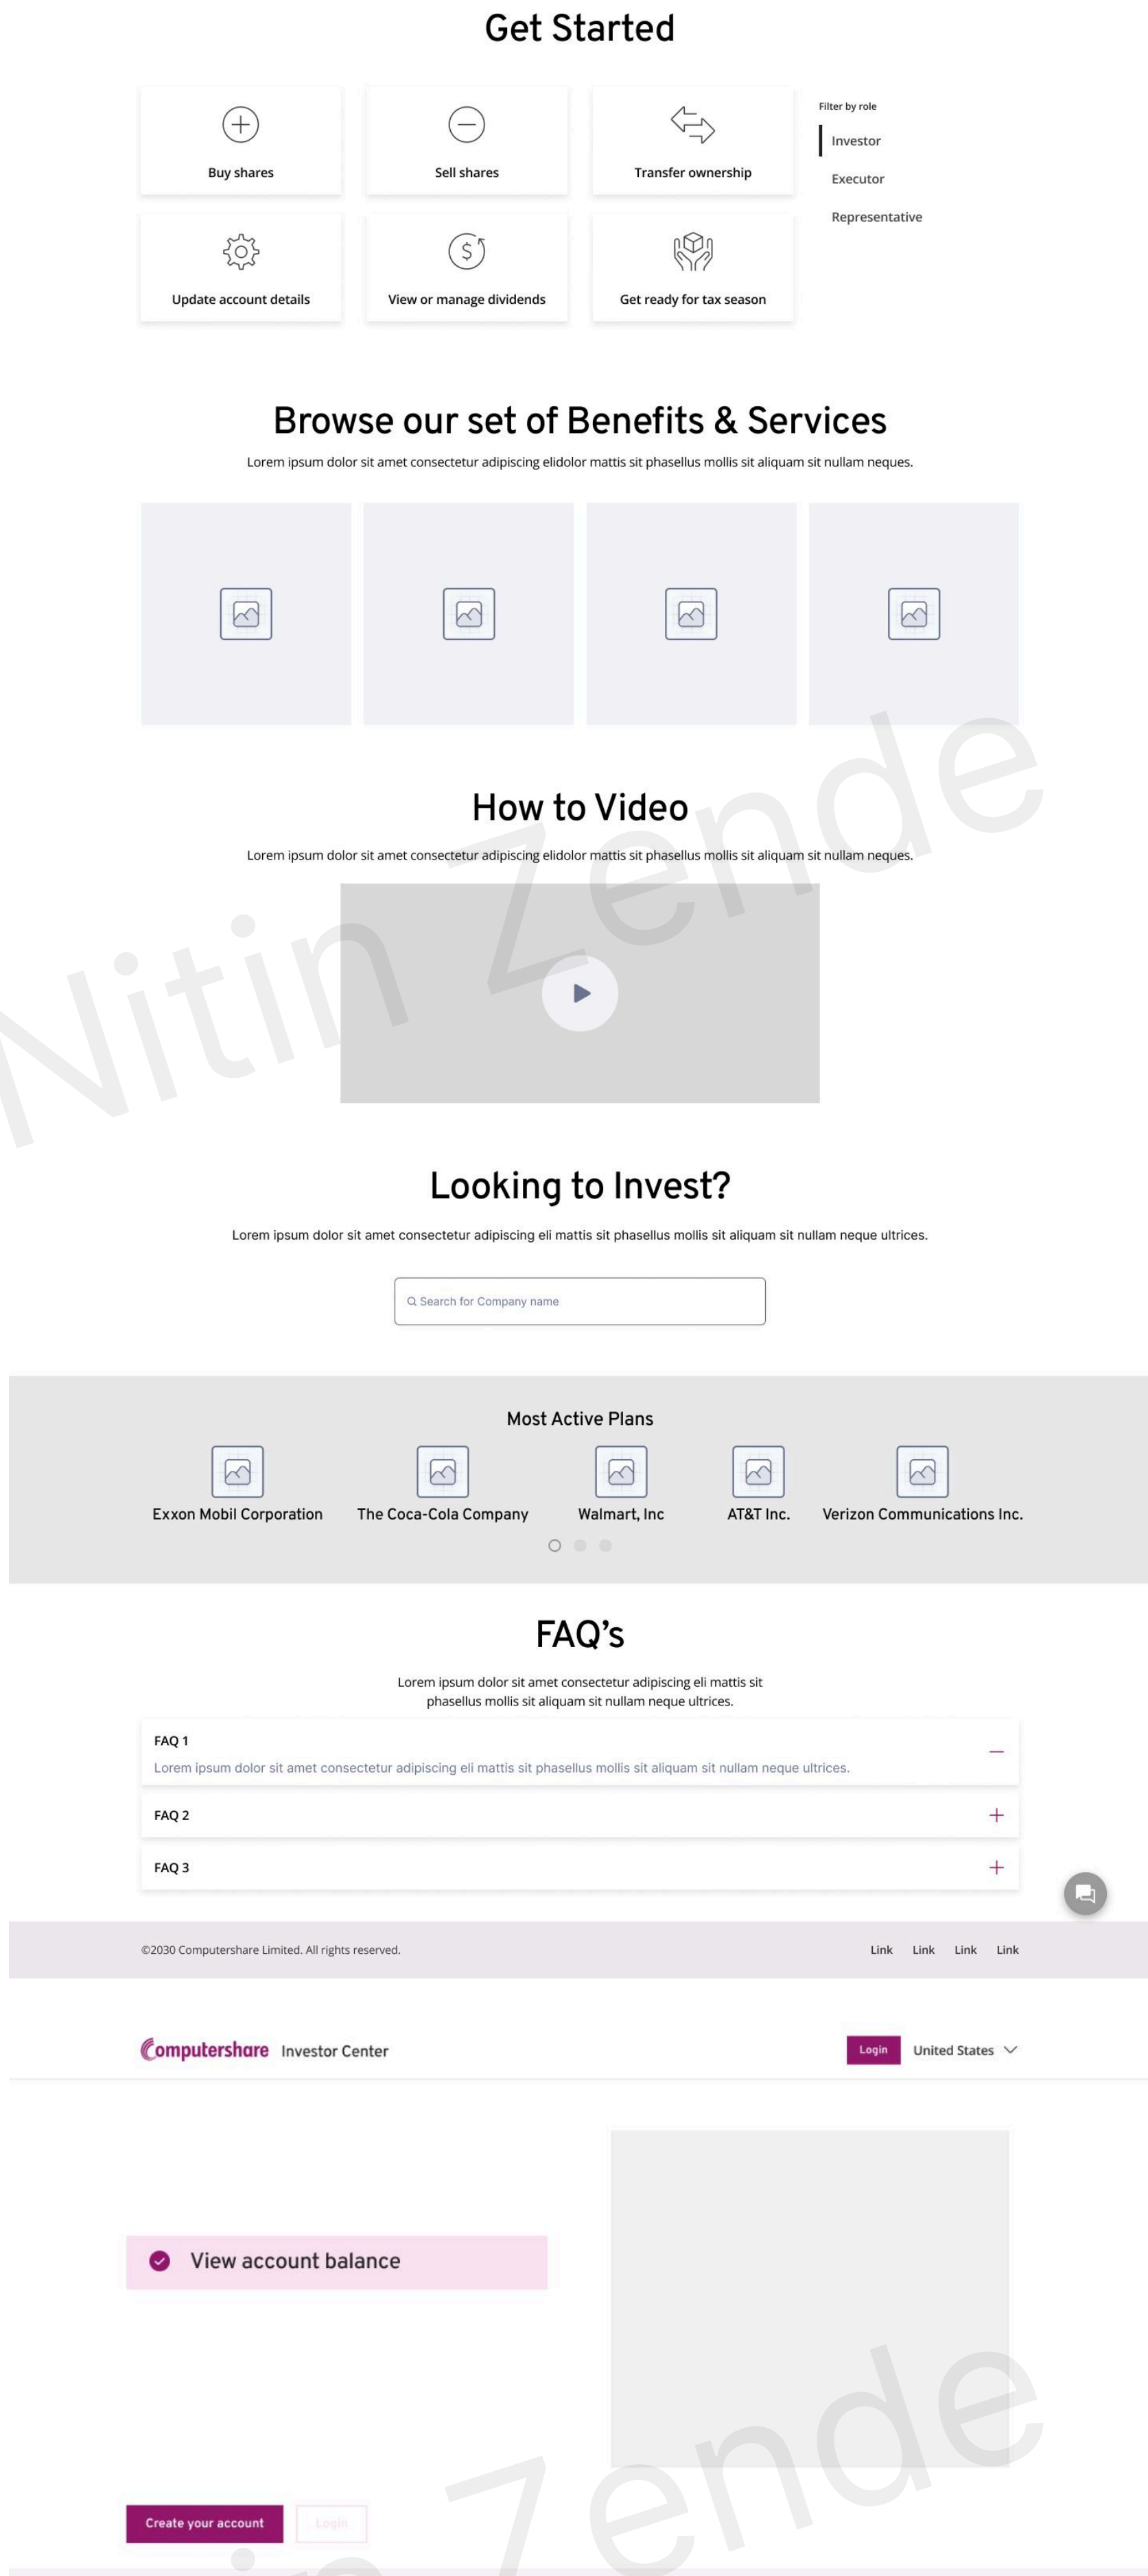 Get Started
Buy shares
Sell shares
Transfer ownership
Filter by role
Investor
Executor
Representative
Update account details
View or manage dividends
Get ready for tax season
Browse our set of Benefits & Services
Lorem ipsum dolor sit amet consectetur adipiscing elidolor mattis sit phasellus mollis sit aliquam sit nullam neques.
How to Video
Lorem ipsum dolor sit amet consectetur adipiscing elidolor mattis sit phasellus mollis sit aliquam sit nullam neques.
Nitin Zende
Looking to Invest?
Lorem ipsum dolor sit amet consectetur adipiscing eli mattis sit phasellus mollis sit aliquam sit nullam neque ultrices.
Search for Company name
Most Active Plans
Exxon Mobil Corporation
The Coca-Cola Company
Walmart, Inc
AT&T Inc.
Verizon Communications Inc.
FAQ’s
Lorem ipsum dolor sit amet consectetur adipiscing eli mattis sit
phasellus mollis sit aliquam sit nullam neque ultrices.
FAQ 1
Lorem ipsum dolor sit amet consectetur adipiscing eli mattis sit phasellus mollis sit aliquam sit nullam neque ultrices.
FAQ 2
FAQ 3
©2030 Computershare Limited. All rights reserved.
Link Link Link Link
Computershare Investor Center
Login
United States
View account balance
Create your account
Login
Zende